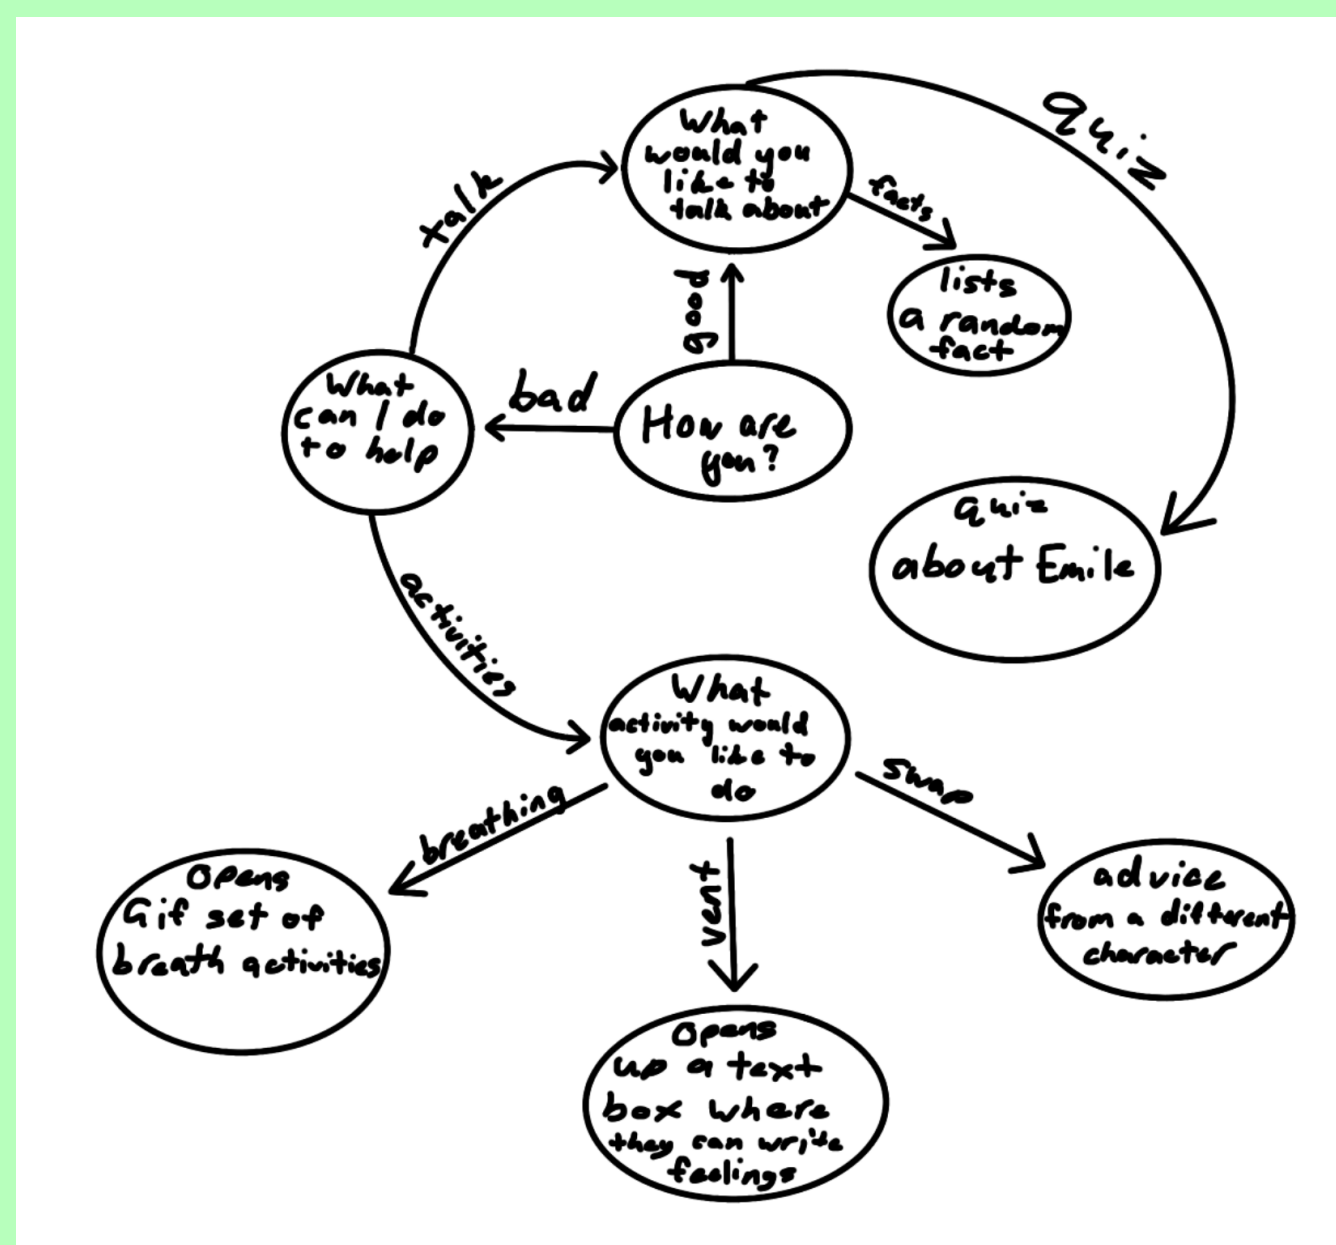 What
would you
like to
talk about
quiz
facts
talk
lists
a random
fact
good
bad
How are
you?
What
can I do
to help
quiz
about Emile
activities
What
activity would
you like to
do
breathing
vent
swap
Opens
Gif set of
breath activities
advice
from a different
character
Opens
up a text
box where
they can write
feelings